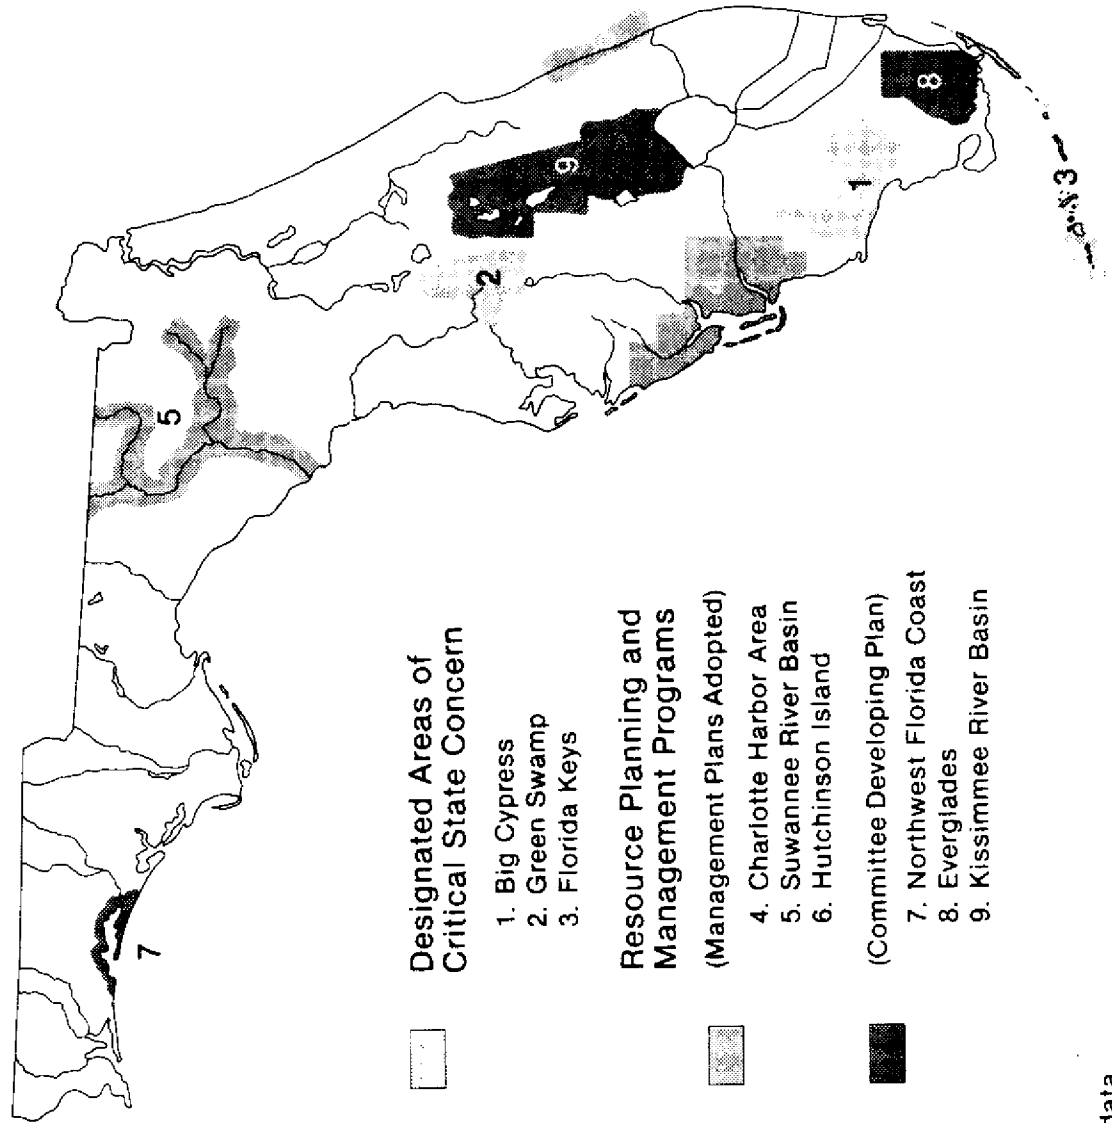 Designated Areas of
Critical State Concern
1. Big Cypress
2. Green Swamp
3. Florida Keys
Resource Planning and
Management Programs
(Management Plans Adopted)
4. Charlotte Harbor Area
5. Suwannee River Basin
6. Hutchinson Island
(Committee Developing Plan)
7. Northwest Florida Coast
8. Everglades
9. Kissimmee River Basin
7
5
2
9
1
8
3
data